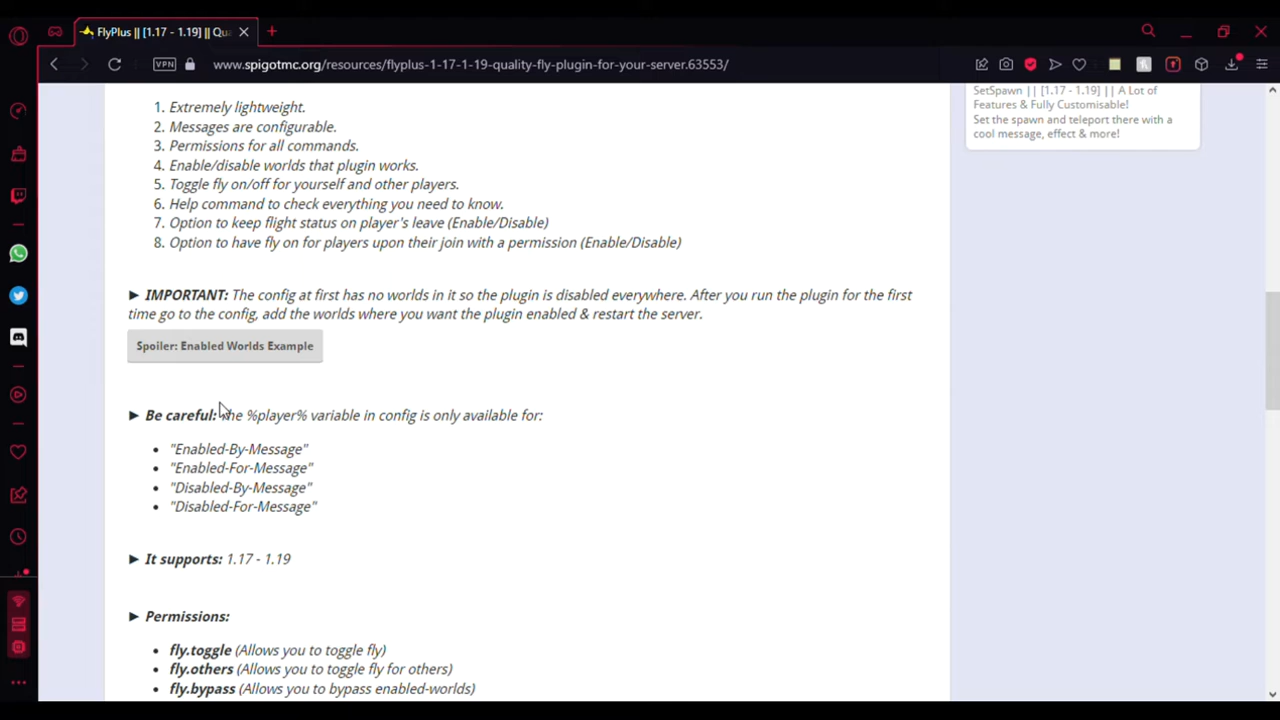 FlyPlus || [1.17 - 1.19] || Qua
VPN
www.spigotmc.org/resources/flyplus-1-17-1-19-quality-fly-plugin-for-your-server.63553/
SetSpawn || [1.17 - 1.19] || A Lot of
Features & Fully Customisable!
Set the spawn and teleport there with a
cool message, effect & more!
1. Extremely lightweight.
2. Messages are configurable.
3. Permissions for all commands.
4. Enable/disable worlds that plugin works.
5. Toggle fly on/off for yourself and other players.
6. Help command to check everything you need to know.
7. Option to keep flight status on player's leave (Enable/Disable)
8. Option to have fly on for players upon their join with a permission (Enable/Disable)
► IMPORTANT: The config at first has no worlds in it so the plugin is disabled everywhere. After you run the plugin for the first
time go to the config, add the worlds where you want the plugin enabled & restart the server.
Spoiler: Enabled Worlds Example
► Be careful: The %player% variable in config is only available for:
• "Enabled-By-Message"
• "Enabled-For-Message"
• "Disabled-By-Message"
• "Disabled-For-Message"
► It supports: 1.17 - 1.19
► Permissions:
• fly.toggle (Allows you to toggle fly)
• fly.others (Allows you to toggle fly for others)
• fly.bypass (Allows you to bypass enabled-worlds)